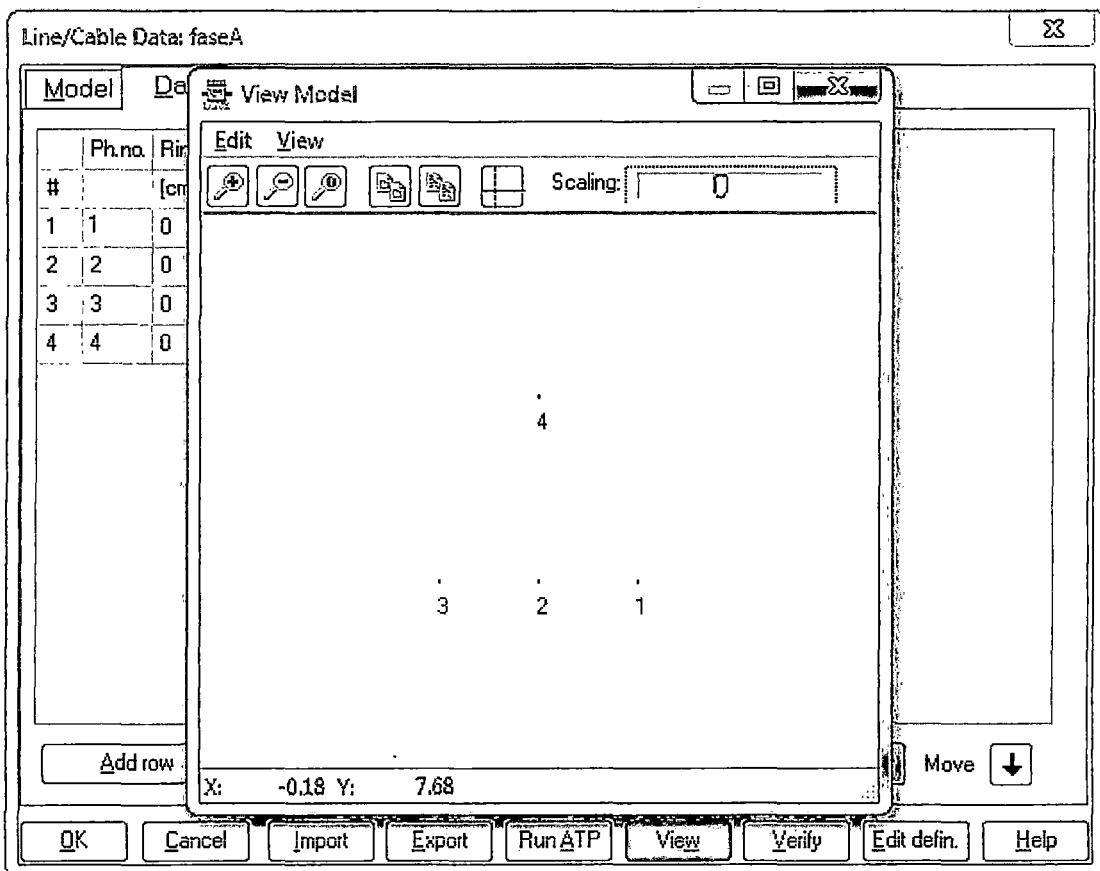 Line/Cable Data: faseA
Model Da
View Model
Edit View
Scaling:
Ph.no. Rin
# [cm
1 1 0
2 2 0
3 3 0
4 4 0
4
3 2 1
Add row
Move
X: -0.18 Y: 7.68
OK Cancel Import Export Run ATP View Verify Edit defin. Help